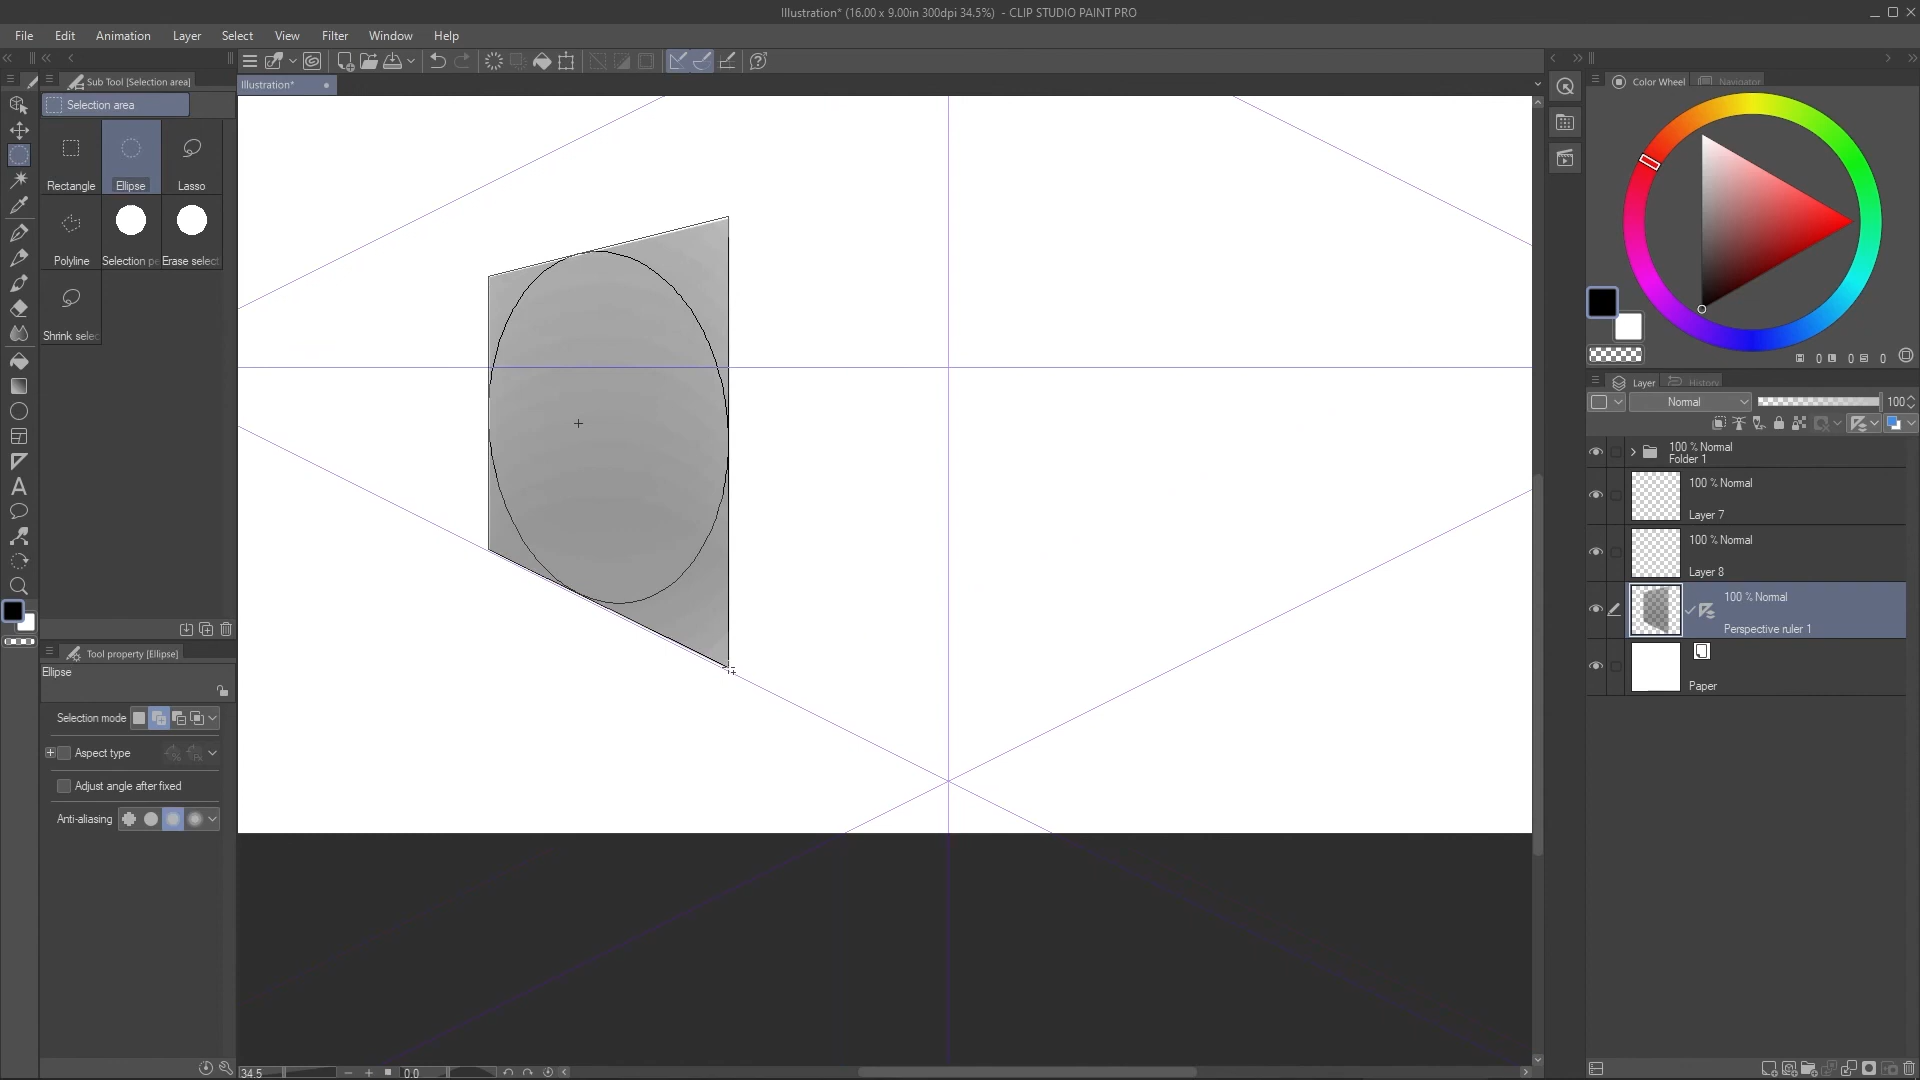 Illustration* (16.00 x 9.00in 300dpi 34.5%) - CLIP STUDIO PAINT PRO
File Edit Animation Layer Select View Filter Window Help
Sub Tool [Selection area]
Selection area
Rectangle Ellipse Lasso
Polyline Selection pe Erase select
Shrink selec
Illustration*
Color Wheel Navigator
0 0 0
Layer History
Normal 100
100 % Normal
Folder 1
100 % Normal
Layer 7
100 % Normal
Layer 8
100 % Normal
Perspective ruler 1
Paper
Tool property [Ellipse]
Ellipse
Selection mode
Aspect type
Adjust angle after fixed
Anti-aliasing
34.5 0.0